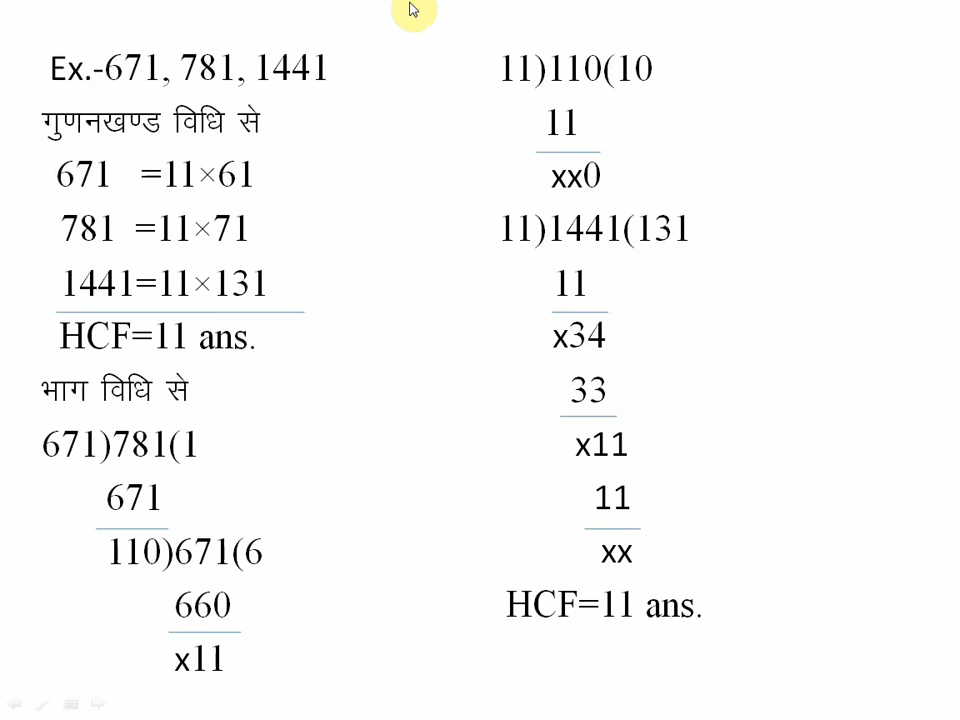 Ex.-671, 781, 1441
गुणनखण्ड विधि से
671 =11×61
781 =11×71
1441=11×131
HCF=11 ans.
भाग विधि से
671)781(1
671
110)671(6
660
x11
11)110(10
11
xx0
11)1441(131
11
x34
33
x11
11
xx
HCF=11 ans.